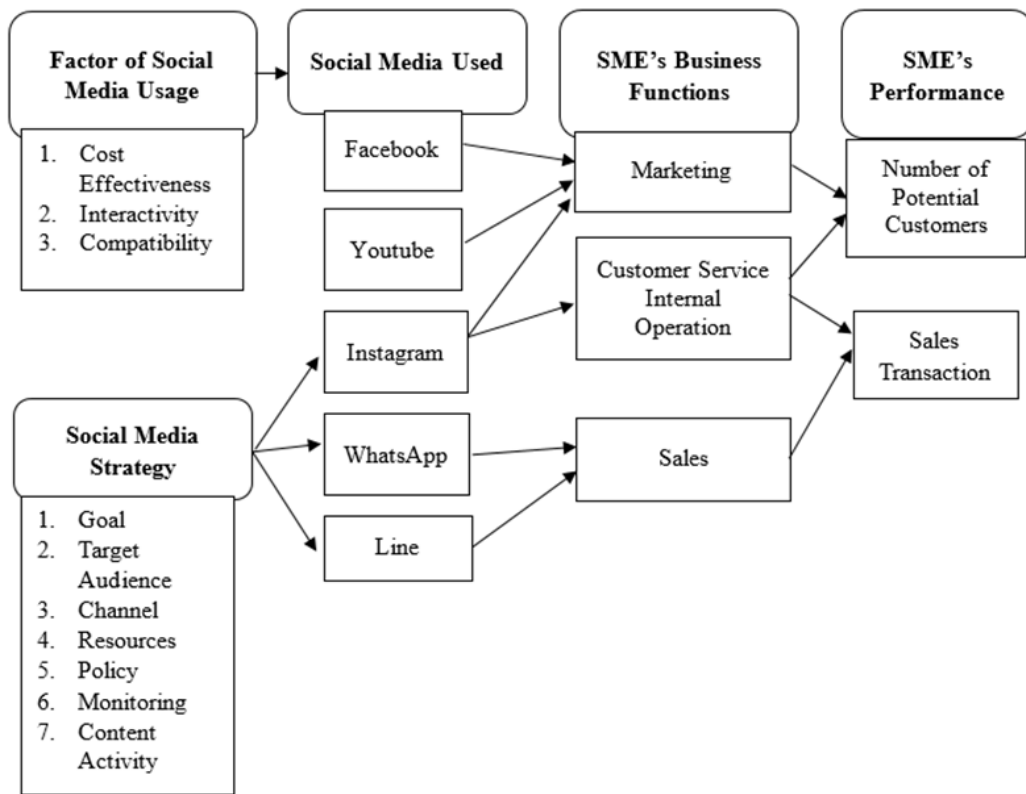 Factor of Social
Media Usage
1. Cost
Effectiveness
2. Interactivity
3. Compatibility
Social Media
Strategy
1. Goal
2. Target
Audience
3. Channel
4. Resources
5. Policy
6. Monitoring
7. Content
Activity
Social Media Used
Facebook
Youtube
Instagram
WhatsApp
Line
SME's Business
Functions
Marketing
Customer Service
Internal
Operation
Sales
SME's
Performance
Number of
Potential
Customers
Sales
Transaction